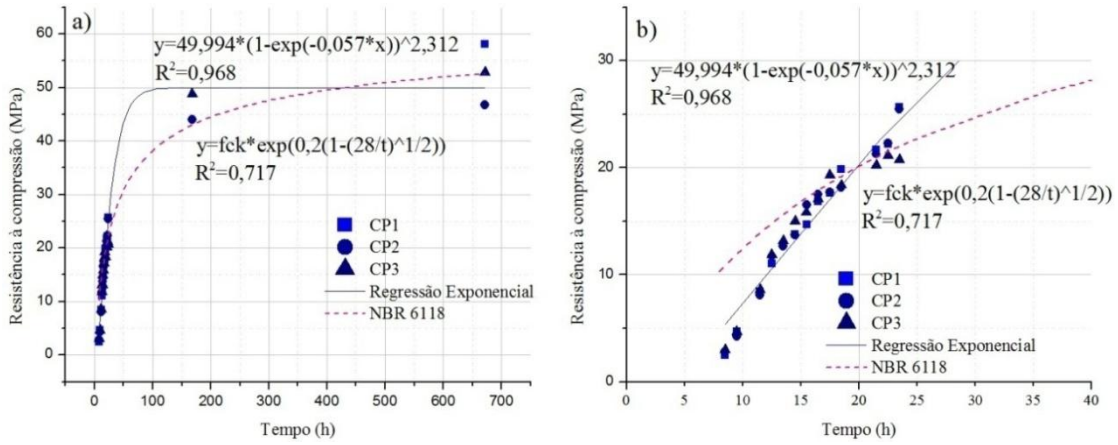 a)
y=49,994*(1-exp(-0,057*x))^2,312
R²=0,968
y=fck*exp(0,2(1-(28/t)^1/2))
R²=0,717
CP1
CP2
CP3
Regressão Exponencial
NBR 6118
Resistência à compressão (MPa)
60
50
40
30
20
10
0
0 100 200 300 400 500 600 700
Tempo (h)
b)
y=49,994*(1-exp(-0,057*x))^2,312
R²=0,968
y=fck*exp(0,2(1-(28/t)^1/2))
R²=0,717
CP1
CP2
CP3
Regressão Exponencial
NBR 6118
Resistência à compressão (MPa)
30
20
10
0
0 5 10 15 20 25 30 35 40
Tempo (h)